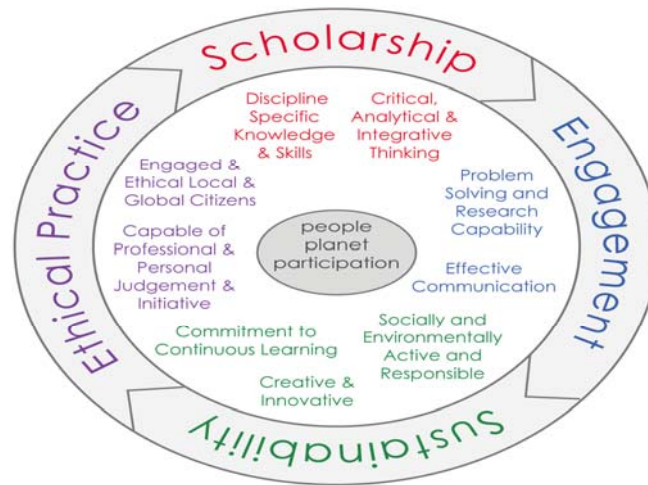 Scholarship
Discipline
Specific
Knowledge
& Skills
Critical,
Analytical &
Integrative
Thinking
Engagement
Problem
Solving and
Research
Capability
Effective
Communication
Sustainability
Socially and
Environmentally
Active and
Responsible
Creative &
Innovative
Commitment to
Continuous Learning
Ethical Practice
Capable of
Professional &
Personal
Judgement &
Initiative
Engaged &
Ethical Local &
Global Citizens
people
planet
participation